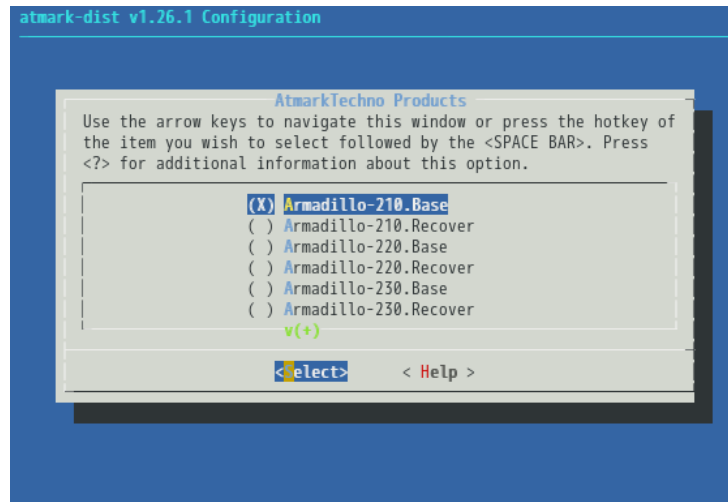 atmark-dist v1.26.1 Configuration
AtmarkTechno Products
Use the arrow keys to navigate this window or press the hotkey of
the item you wish to select followed by the <SPACE BAR>. Press
<?> for additional information about this option.
(X) Armadillo-210.Base
( ) Armadillo-210.Recover
( ) Armadillo-220.Base
( ) Armadillo-220.Recover
( ) Armadillo-230.Base
( ) Armadillo-230.Recover
v(+)
<Select> < Help >